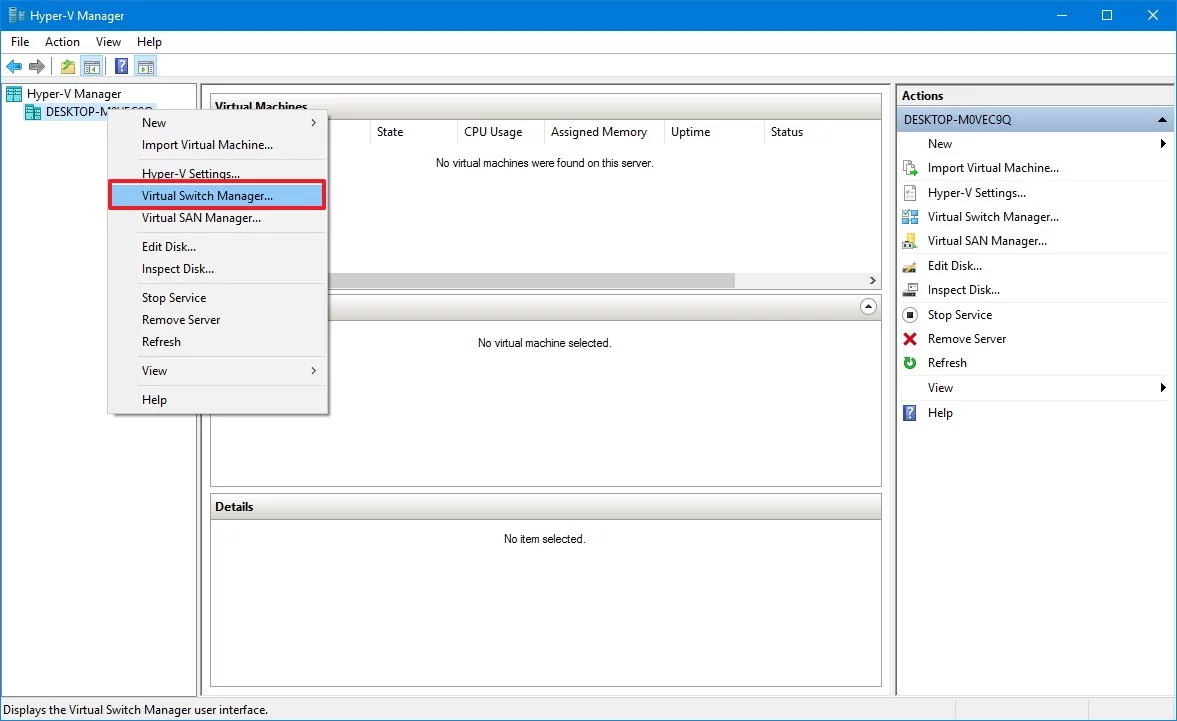 Hyper-V Manager
File Action View Help
Hyper-V Manager
DESKTOP-M0VEC9Q
New
Import Virtual Machine...
Hyper-V Settings...
Virtual Switch Manager...
Virtual SAN Manager...
Edit Disk...
Inspect Disk...
Stop Service
Remove Server
Refresh
View
Help
Virtual Machines
State CPU Usage Assigned Memory Uptime Status
No virtual machines were found on this server.
No virtual machine selected.
Details
No item selected.
Actions
DESKTOP-M0VEC9Q
New
Import Virtual Machine...
Hyper-V Settings...
Virtual Switch Manager...
Virtual SAN Manager...
Edit Disk...
Inspect Disk...
Stop Service
Remove Server
Refresh
View
Help
Displays the Virtual Switch Manager user interface.